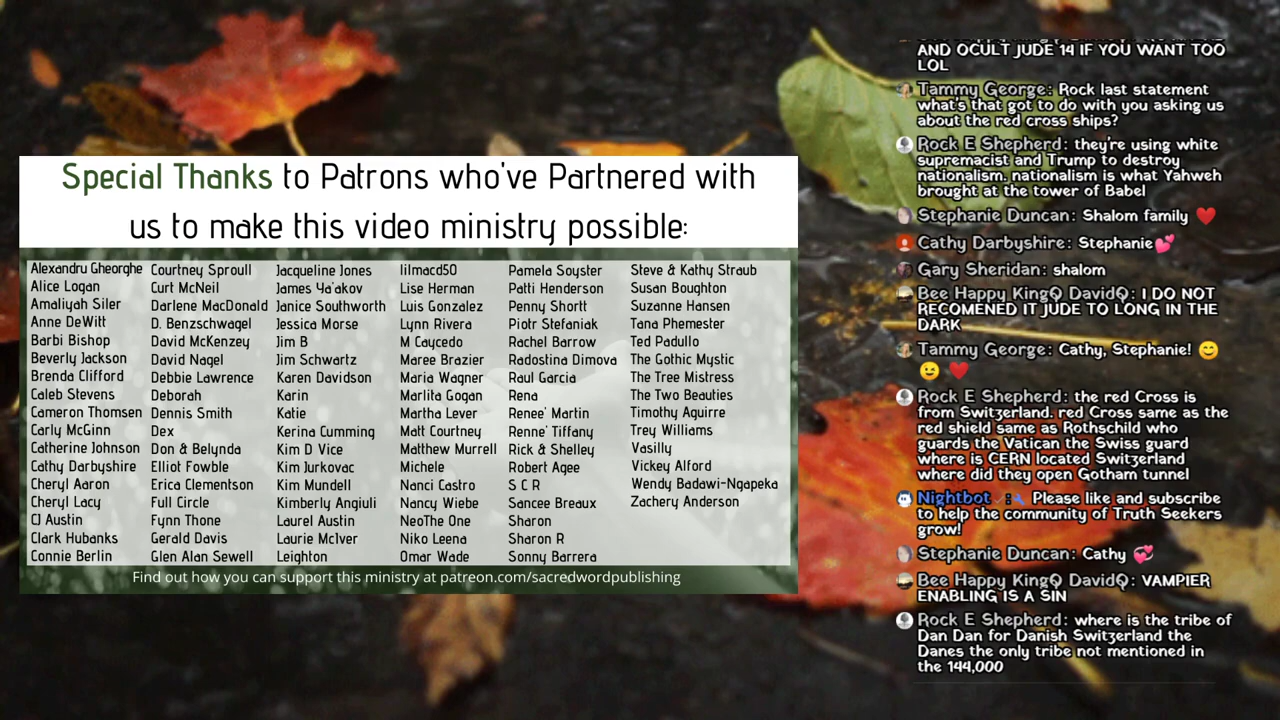 Special Thanks to Patrons who've Partnered with
us to make this video ministry possible:
Alexandru Gheorghe
Alice Logan
Amaliyah Siler
Anne DeWitt
Barbi Bishop
Beverly Jackson
Brenda Clifford
Caleb Stevens
Cameron Thomsen
Carly McGinn
Catherine Johnson
Cathy Darbyshire
Cheryl Aaron
Cheryl Lacy
CJ Austin
Clark Hubanks
Connie Berlin
Courtney Sproull
Curt McNeil
Darlene MacDonald
D. Benzschwagel
David McKenzey
David Nagel
Debbie Lawrence
Deborah
Dennis Smith
Dex
Don & Belynda
Elliot Fowble
Erica Clementson
Full Circle
Fynn Thone
Gerald Davis
Glen Alan Sewell
Jacqueline Jones
James Ya'akov
Janice Southworth
Jessica Morse
Jim B
Jim Schwartz
Karen Davidson
Karin
Katie
Kerina Cumming
Kim D Vice
Kim Jurkovac
Kim Mundell
Kimberly Angiuli
Laurel Austin
Laurie McIver
Leighton
lilmacd50
Lise Herman
Luis Gonzalez
Lynn Rivera
M Caycedo
Maree Brazier
Maria Wagner
Marlita Gogan
Martha Lever
Matt Courtney
Matthew Murrell
Michele
Nanci Castro
Nancy Wiebe
NeoThe One
Niko Leena
Omar Wade
Pamela Soyster
Patti Henderson
Penny Shortt
Piotr Stefaniak
Rachel Barrow
Radostina Dimova
Raul Garcia
Rena
Renee' Martin
Renne' Tiffany
Rick & Shelley
Robert Agee
S C R
Sancee Breaux
Sharon
Sharon R
Sonny Barrera
Steve & Kathy Straub
Susan Boughton
Suzanne Hansen
Tana Phemester
Ted Padullo
The Gothic Mystic
The Tree Mistress
The Two Beauties
Timothy Aguirre
Trey Williams
Vasilly
Vickey Alford
Wendy Badawi-Ngapeka
Zachery Anderson
Find out how you can support this ministry at patreon.com/sacredwordpublishing
AND OCULT JUDE 14 IF YOU WANT TOO
LOL
Tammy George: Rock last statement
what's that got to do with you asking us
about the red cross ships?
Rock E Shepherd: they're using white
supremacist and Trump to destroy
nationalism. nationalism is what Yahweh
brought at the tower of Babel
Stephanie Duncan: Shalom family ❤️
Cathy Darbyshire: Stephanie💕
Gary Sheridan: shalom
Bee Happy KingQ DavidQ: I DO NOT
RECOMENED IT JUDE TO LONG IN THE
DARK
Tammy George: Cathy, Stephanie! 😊
😉 ❤️
Rock E Shepherd: the red Cross is
from Switzerland. red Cross same as the
red shield same as Rothschild who
guards the Vatican the Swiss guard
where is CERN located Switzerland
where did they open Gotham tunnel
Nightbot: Please like and subscribe
to help the community of Truth Seekers
grow!
Stephanie Duncan: Cathy 💞
Bee Happy KingQ DavidQ: VAMPIER
ENABLING IS A SIN
Rock E Shepherd: where is the tribe of
Dan Dan for Danish Switzerland the
Danes the only tribe not mentioned in
the 144,000